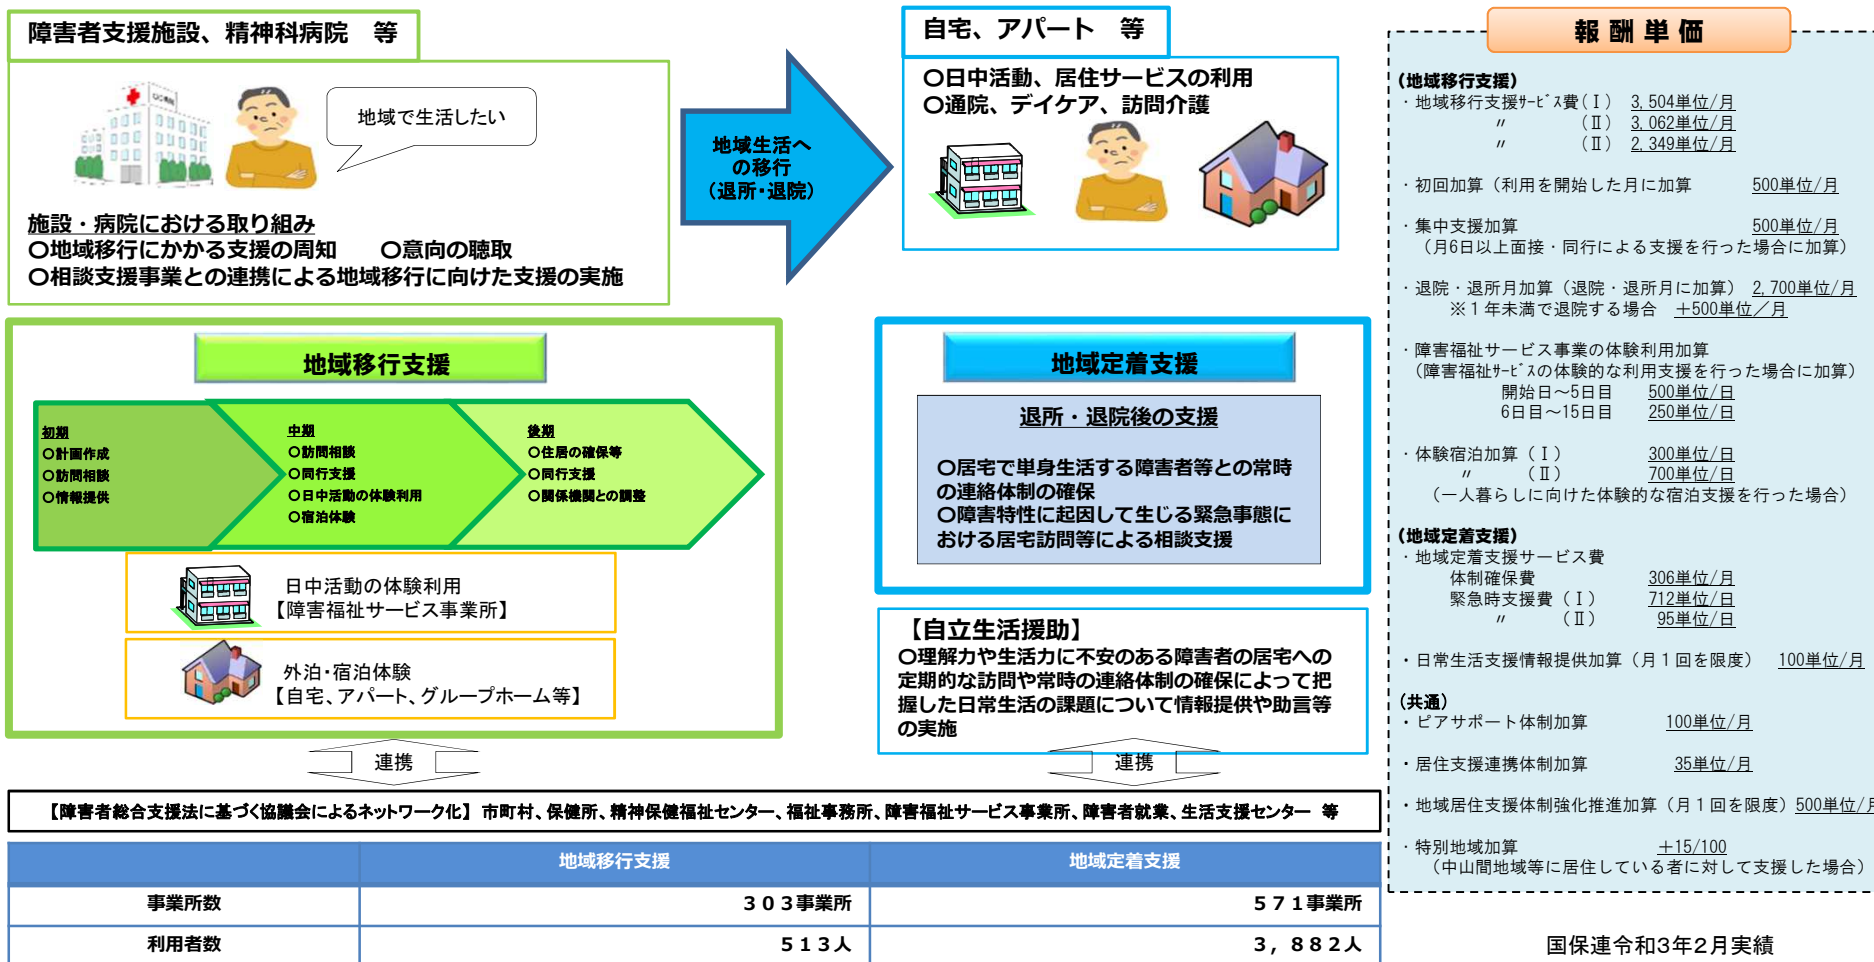 障害者支援施設、精神科病院　等
地域で生活したい
施設・病院における取り組み
〇地域移行にかかる支援の周知　　〇意向の聴取
〇相談支援事業との連携による地域移行に向けた支援の実施
地域生活へ
の移行
（退所・退院）
自宅、アパート　等
〇日中活動、居住サービスの利用
〇通院、デイケア、訪問介護
地域移行支援
初期
〇計画作成
〇訪問相談
〇情報提供
中期
〇訪問相談
〇同行支援
〇日中活動の体験利用
〇宿泊体験
後期
〇住居の確保等
〇同行支援
〇関係機関との調整
日中活動の体験利用
【障害福祉サービス事業所】
外泊・宿泊体験
【自宅、アパート、グループホーム等】
地域定着支援
退所・退院後の支援
〇居宅で単身生活する障害者等との常時
の連絡体制の確保
〇障害特性に起因して生じる緊急事態に
おける居宅訪問等による相談支援
【自立生活援助】
〇理解力や生活力に不安のある障害者の居宅への
定期的な訪問や常時の連絡体制の確保によって把
握した日常生活の課題について情報提供や助言等
の実施
連携
連携
【障害者総合支援法に基づく協議会によるネットワーク化】 市町村、保健所、精神保健福祉センター、福祉事務所、障害福祉サービス事業所、障害者就業、生活支援センター　等
地域移行支援　地域定着支援
事業所数　３０３事業所　５７１事業所
利用者数　５１３人　３，８８２人
報 酬 単 価
（地域移行支援）
・地域移行支援ｻｰﾋﾞｽ費（Ⅰ）　3,504単位/月
〃　（Ⅱ）　3,062単位/月
〃　（Ⅱ）　2,349単位/月
・初回加算（利用を開始した月に加算　500単位/月
・集中支援加算　500単位/月
（月6日以上面接・同行による支援を行った場合に加算）
・退院・退所月加算（退院・退所月に加算）　2,700単位/月
※１年未満で退院する場合　＋500単位／月
・障害福祉サービス事業の体験利用加算
（障害福祉ｻｰﾋﾞｽの体験的な利用支援を行った場合に加算）
開始日～5日目　500単位/日
6日目～15日目　250単位/日
・体験宿泊加算（Ⅰ）　300単位/日
〃　（Ⅱ）　700単位/日
（一人暮らしに向けた体験的な宿泊支援を行った場合）
（地域定着支援）
・地域定着支援サービス費
体制確保費　306単位/月
緊急時支援費（Ⅰ）　712単位/日
〃　（Ⅱ）　95単位/日
・日常生活支援情報提供加算（月１回を限度）　100単位/月
（共通）
・ピアサポート体制加算　100単位/月
・居住支援連携体制加算　35単位/月
・地域居住支援体制強化推進加算（月１回を限度）500単位/月
・特別地域加算　＋15/100
（中山間地域等に居住している者に対して支援した場合）
国保連令和3年2月実績